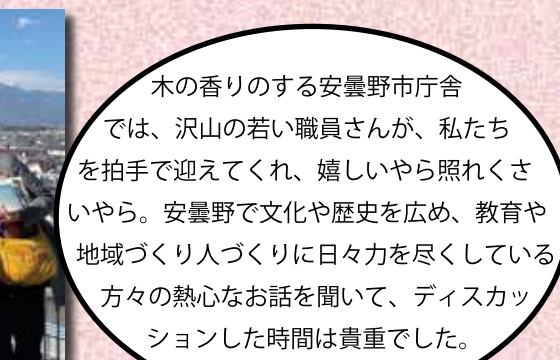 木の香りのする安曇野市庁舎
では、沢山の若い職員さんが、私たち
を拍手で迎えてくれ、嬉しいやら照れくさ
いやら。安曇野で文化や歴史を広め、教育や
地域づくり人づくりに日々力を尽くしている
方々の熱心なお話を聞いて、ディスカッ
ションした時間は貴重でした。